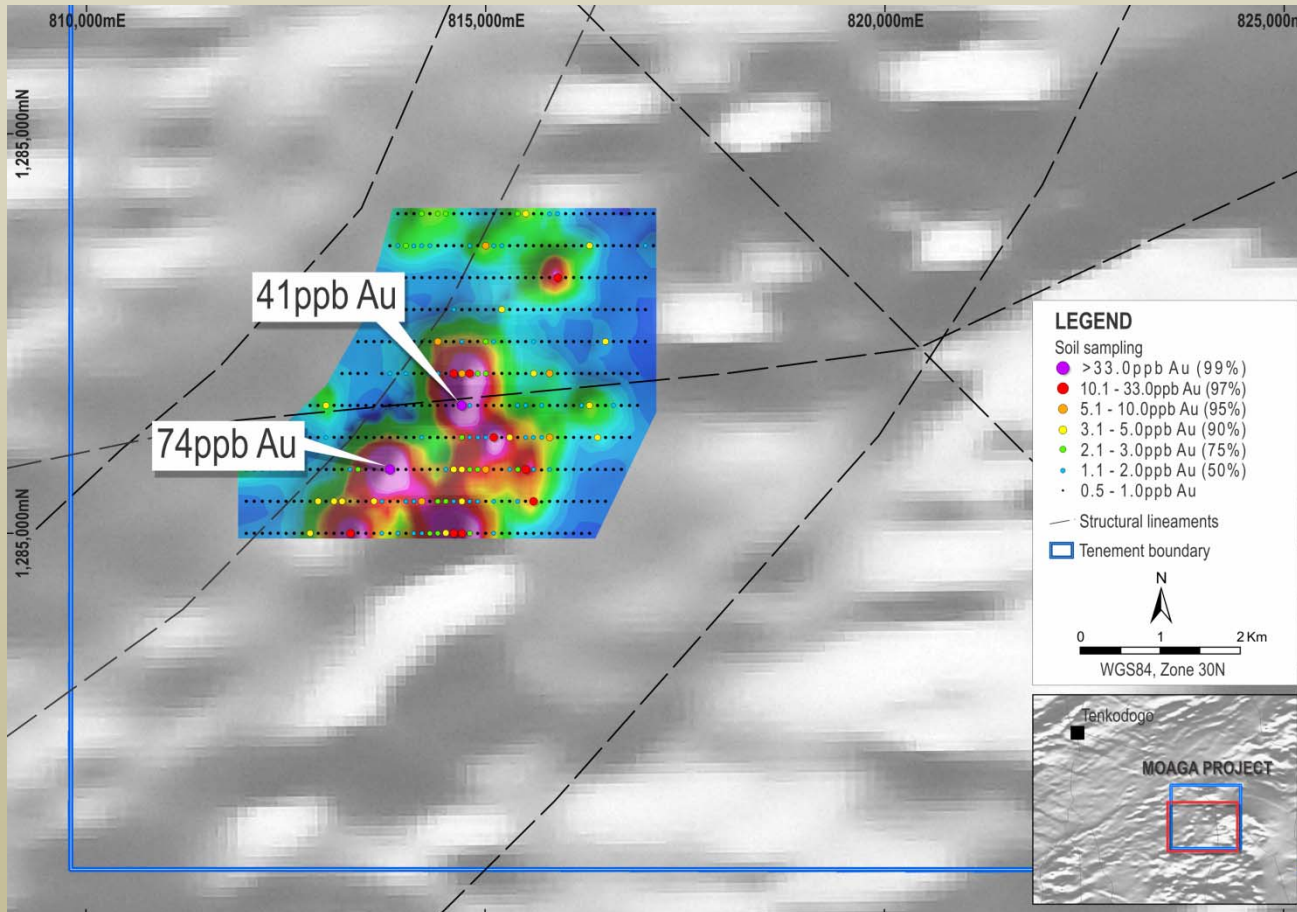 810,000mE
815,000mE
820,000mE
825,000mE
1,285,000mN
41ppb Au
74ppb Au
1,285,000mN
LEGEND
Soil sampling
>33.0ppb Au (99%)
10.1 - 33.0ppb Au (97%)
5.1 - 10.0ppb Au (95%)
3.1 - 5.0ppb Au (90%)
2.1 - 3.0ppb Au (75%)
1.1 - 2.0ppb Au (50%)
0.5 - 1.0ppb Au
Structural lineaments
Tenement boundary
N
0 1 2 Km
WGS84, Zone 30N
Tenkodogo
MOAGA PROJECT